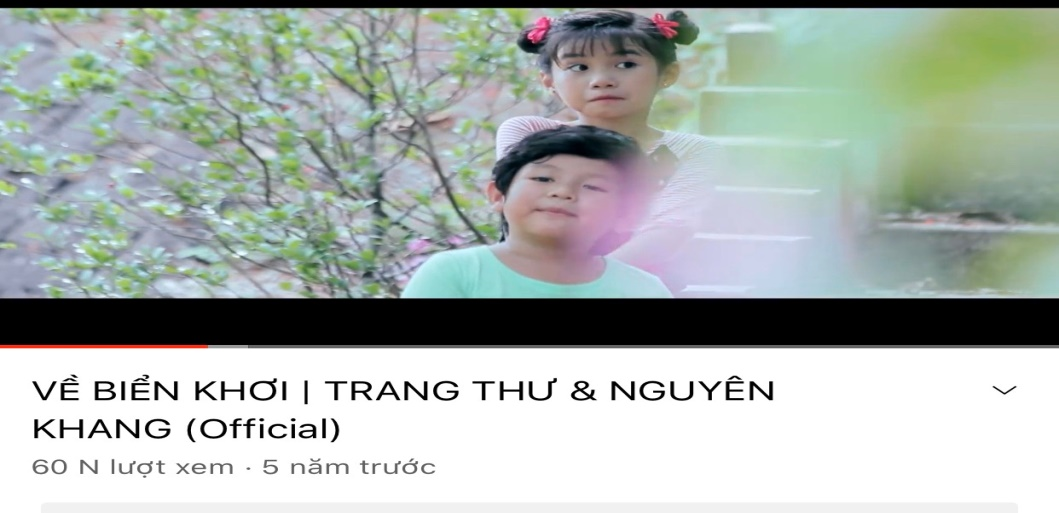 VỀ BIỂN KHƠI | TRANG THƯ & NGUYÊN
KHANG (Official)
60 N lượt xem · 5 năm trước